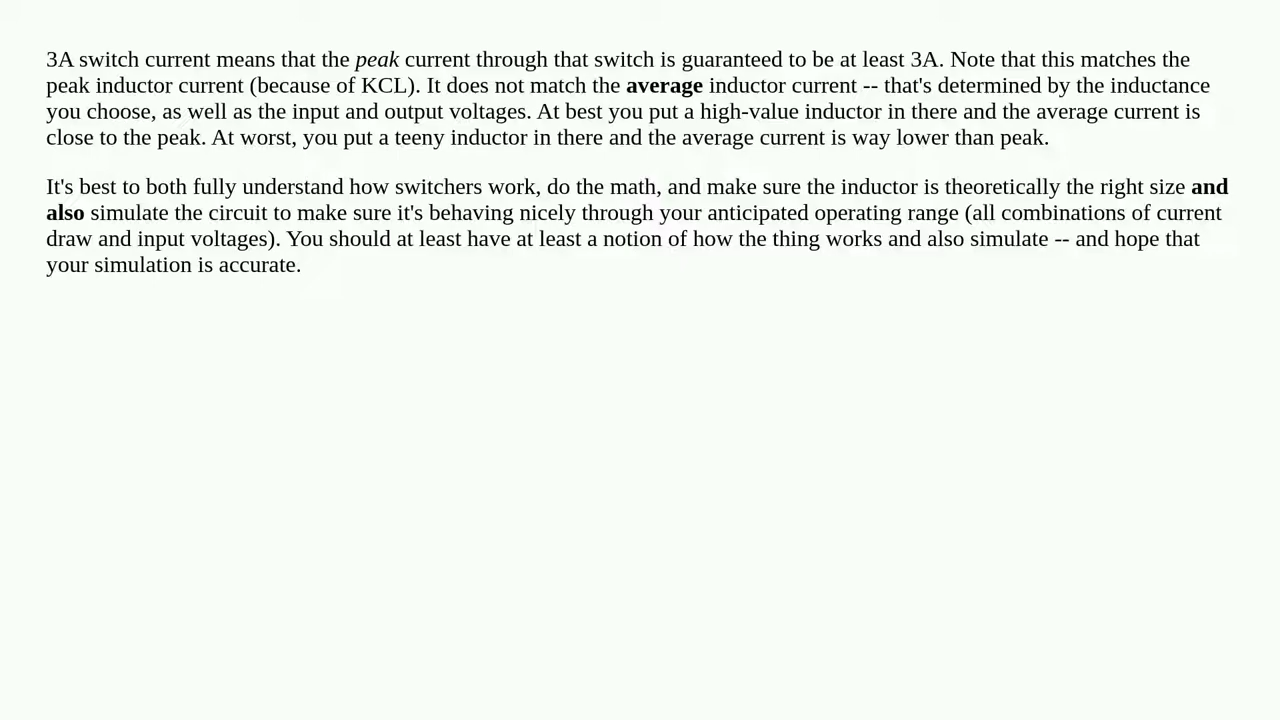 3A switch current means that the peak current through that switch is guaranteed to be at least 3A. Note that this matches the
peak inductor current (because of KCL). It does not match the average inductor current -- that's determined by the inductance
you choose, as well as the input and output voltages. At best you put a high-value inductor in there and the average current is
close to the peak. At worst, you put a teeny inductor in there and the average current is way lower than peak.
It's best to both fully understand how switchers work, do the math, and make sure the inductor is theoretically the right size and
also simulate the circuit to make sure it's behaving nicely through your anticipated operating range (all combinations of current
draw and input voltages). You should at least have at least a notion of how the thing works and also simulate -- and hope that
your simulation is accurate.